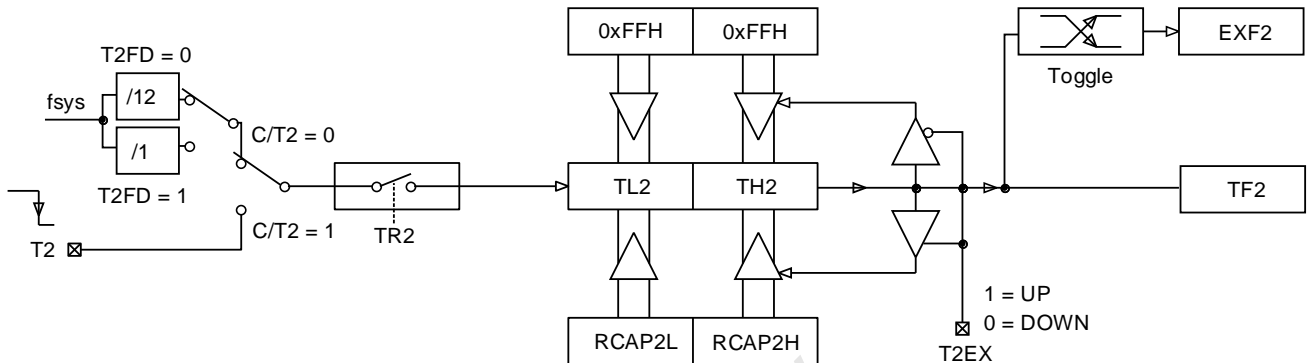 0xFFH 0xFFH
EXF2
T2FD = 0
Toggle
/12
fsys
C/T2 = 0
/1
TL2 TH2
TF2
T2FD = 1
C/T2 = 1
TR2
T2
1 = UP
0 = DOWN
RCAP2L RCAP2H
T2EX